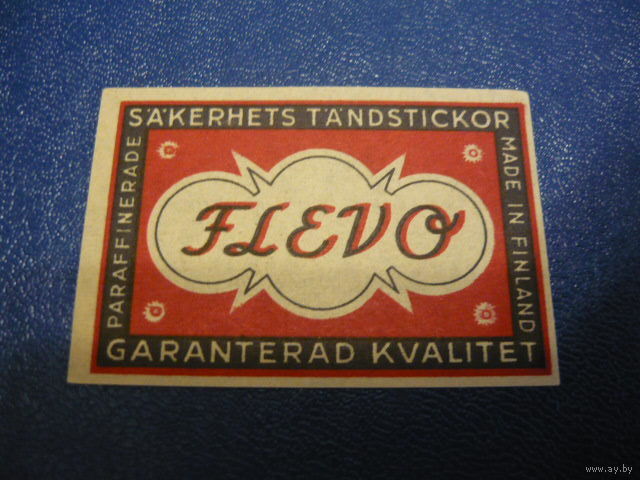 SÄKERHETS TÄNDSTICKOR
PARAFFINERADE
MADE IN FINLAND
FLEVO
GARANTERAD KVALITET
www.ay.by